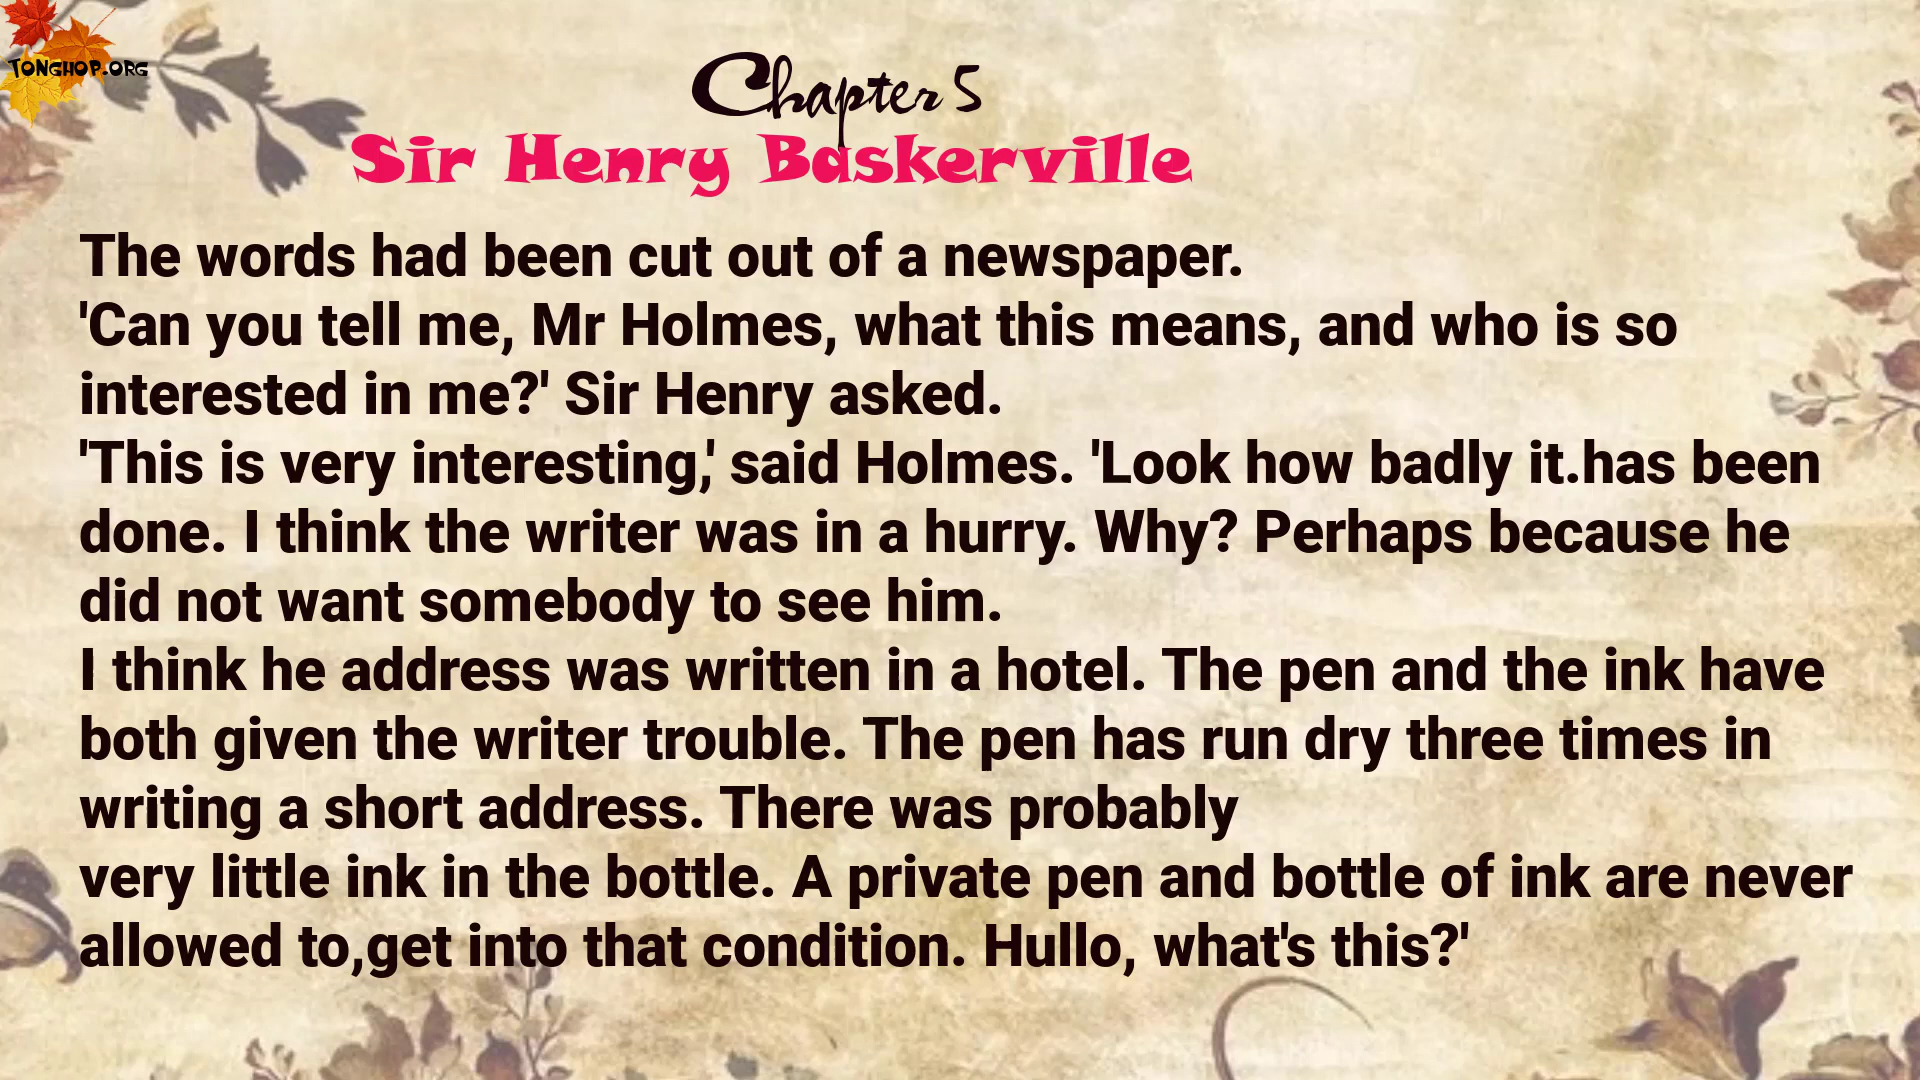 TONGHOP.ORG
Chapter 5
Sir Henry Baskerville
The words had been cut out of a newspaper.
'Can you tell me, Mr Holmes, what this means, and who is so
interested in me?' Sir Henry asked.
'This is very interesting,' said Holmes. 'Look how badly it.has been
done. I think the writer was in a hurry. Why? Perhaps because he
did not want somebody to see him.
I think he address was written in a hotel. The pen and the ink have
both given the writer trouble. The pen has run dry three times in
writing a short address. There was probably
very little ink in the bottle. A private pen and bottle of ink are never
allowed to,get into that condition. Hullo, what's this?'